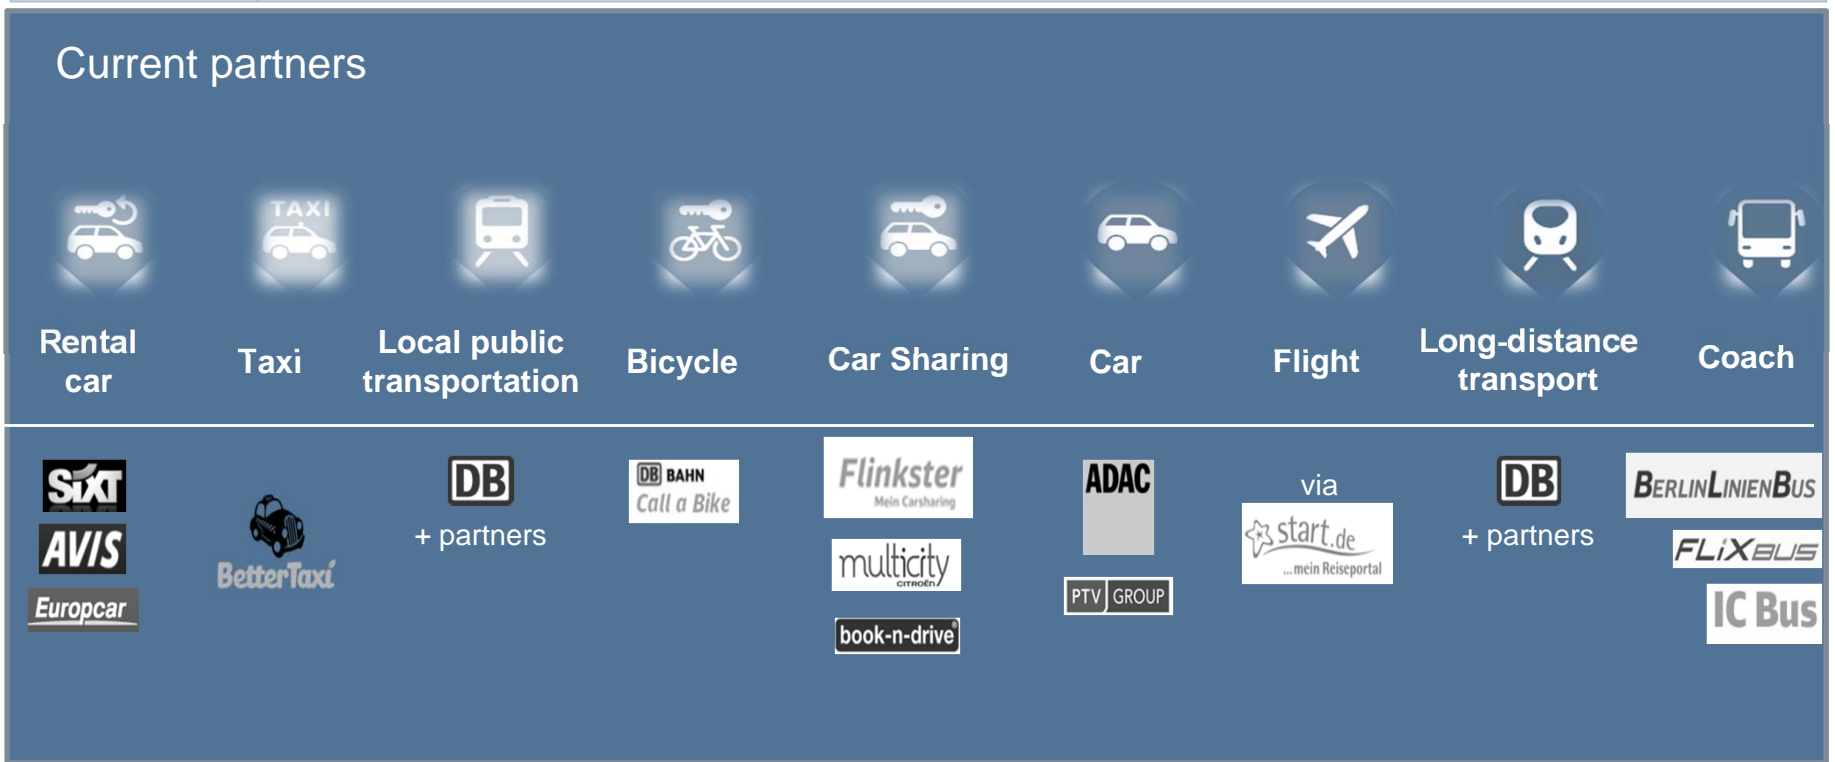 Current partners
TAXI
Rental
car
Taxi
Local public
transportation
Bicycle
Car Sharing
Car
Flight
Long-distance
transport
Coach
SiXT
AVIS
Europcar
BetterTaxi
DB
+ partners
DB BAHN
Call a Bike
Flinkster
Mein Carsharing
multicity
CITROËN
book-n-drive®
ADAC
PTV GROUP
via
start.de
...mein Reiseportal
DB
+ partners
BERLINLINIENBUS
FLiXBUS
IC Bus